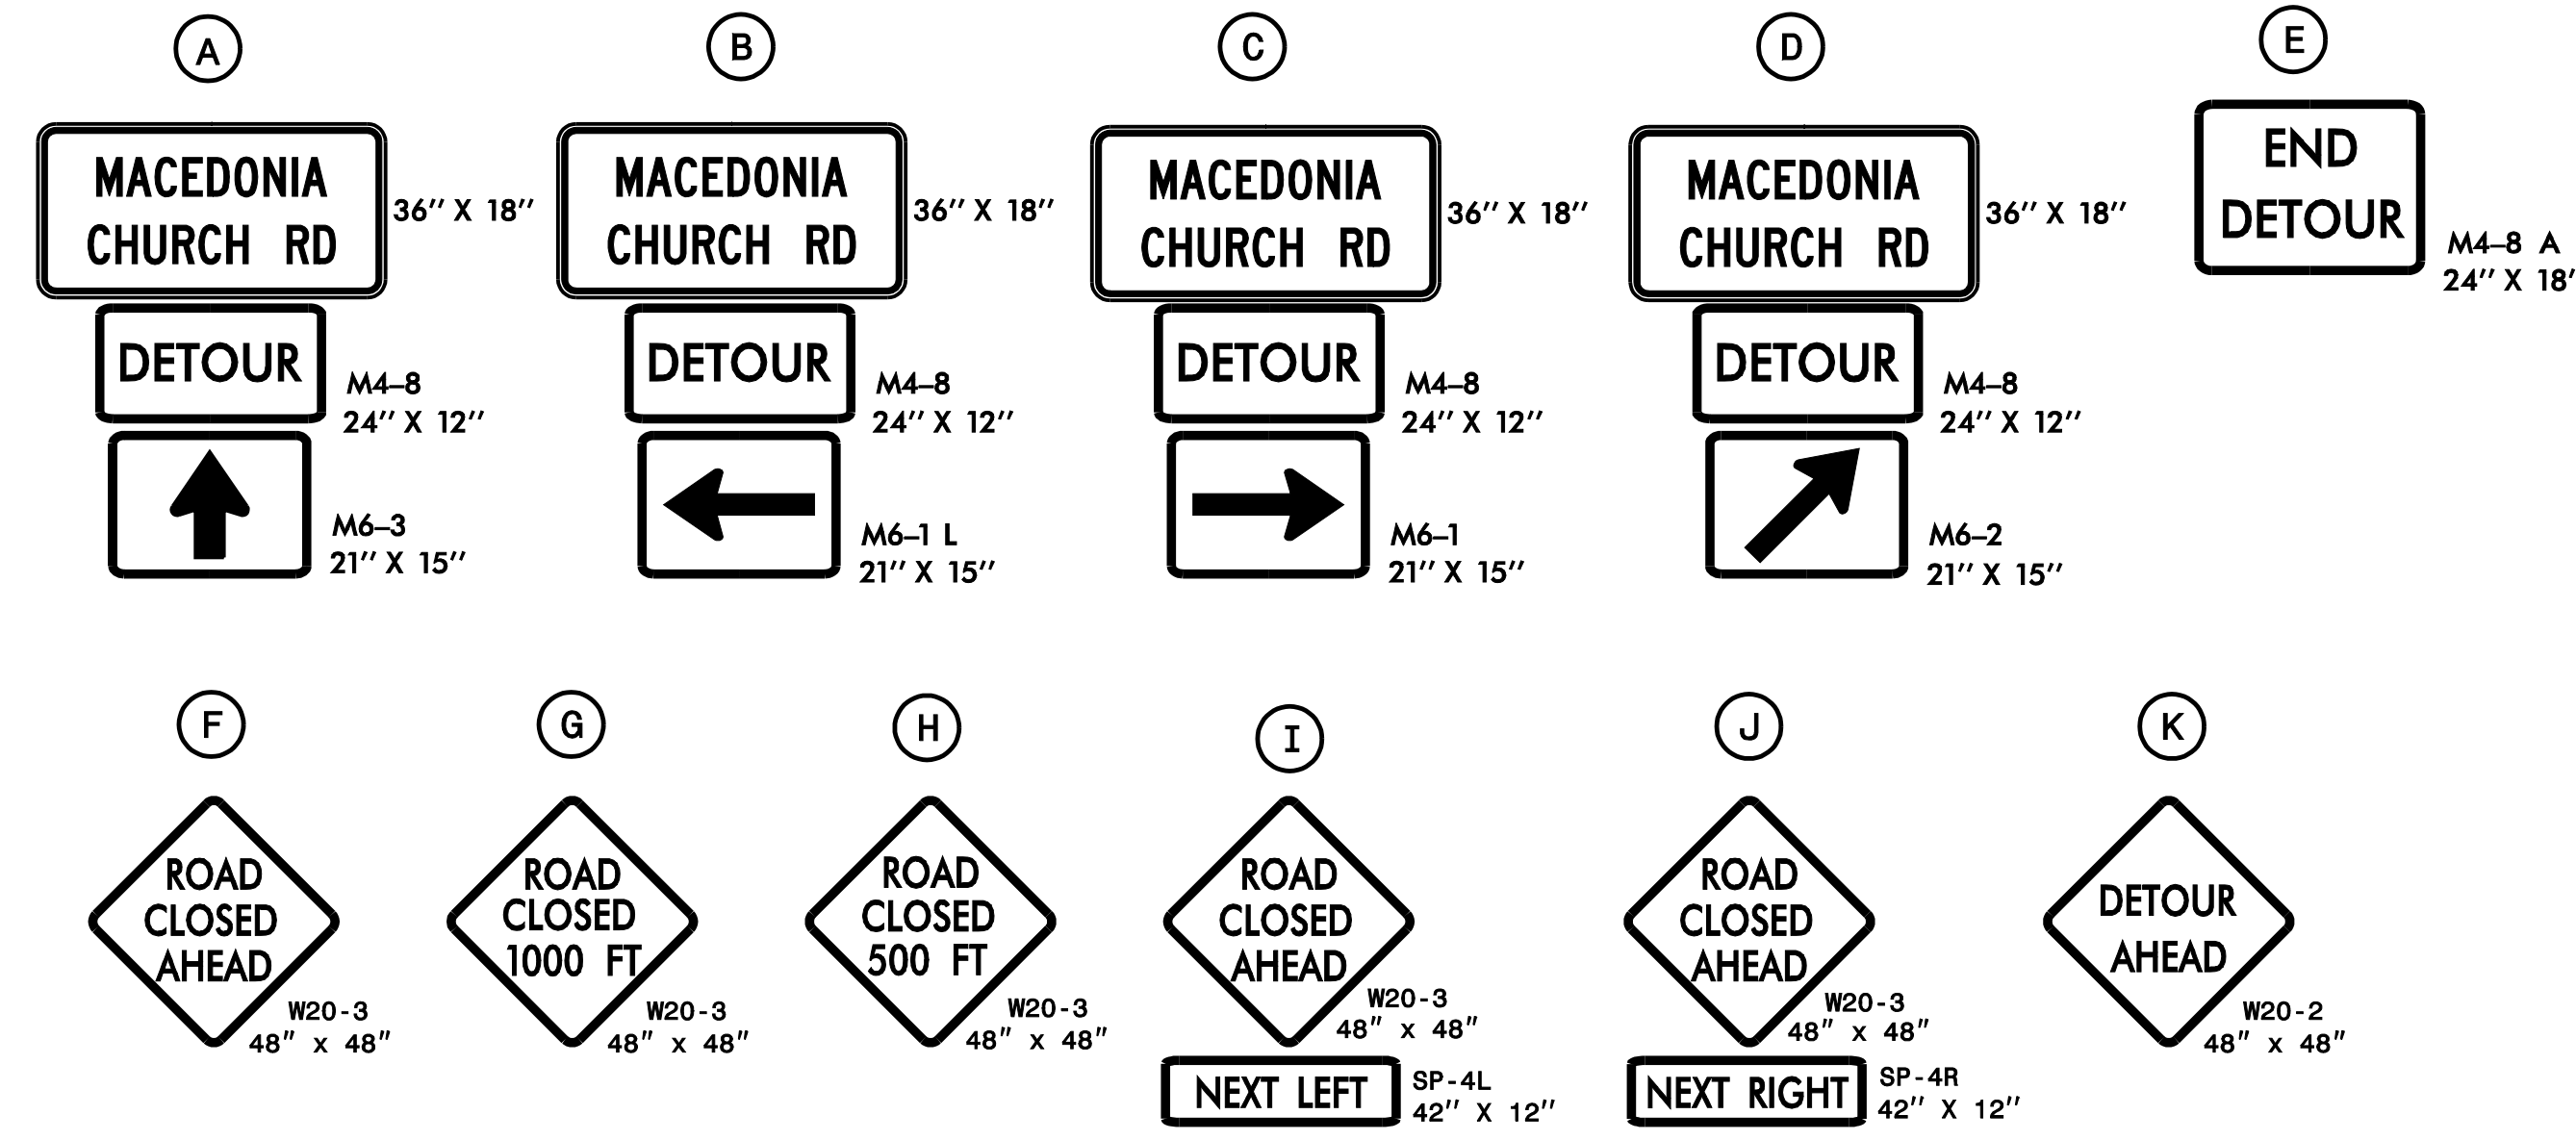 A
MACEDONIA
CHURCH RD
36" X 18"
DETOUR
M4-8
24" X 12"
M6-3
21" X 15"
B
MACEDONIA
CHURCH RD
36" X 18"
DETOUR
M4-8
24" X 12"
M6-1 L
21" X 15"
C
MACEDONIA
CHURCH RD
36" X 18"
DETOUR
M4-8
24" X 12"
M6-1
21" X 15"
D
MACEDONIA
CHURCH RD
36" X 18"
DETOUR
M4-8
24" X 12"
M6-2
21" X 15"
E
END
DETOUR
M4-8 A
24" X 18"
F
ROAD
CLOSED
AHEAD
W20-3
48" x 48"
G
ROAD
CLOSED
1000 FT
W20-3
48" x 48"
H
ROAD
CLOSED
500 FT
W20-3
48" x 48"
I
ROAD
CLOSED
AHEAD
W20-3
48" x 48"
NEXT LEFT
SP-4L
42" X 12"
J
ROAD
CLOSED
AHEAD
W20-3
48" x 48"
NEXT RIGHT
SP-4R
42" X 12"
K
DETOUR
AHEAD
W20-2
48" x 48"